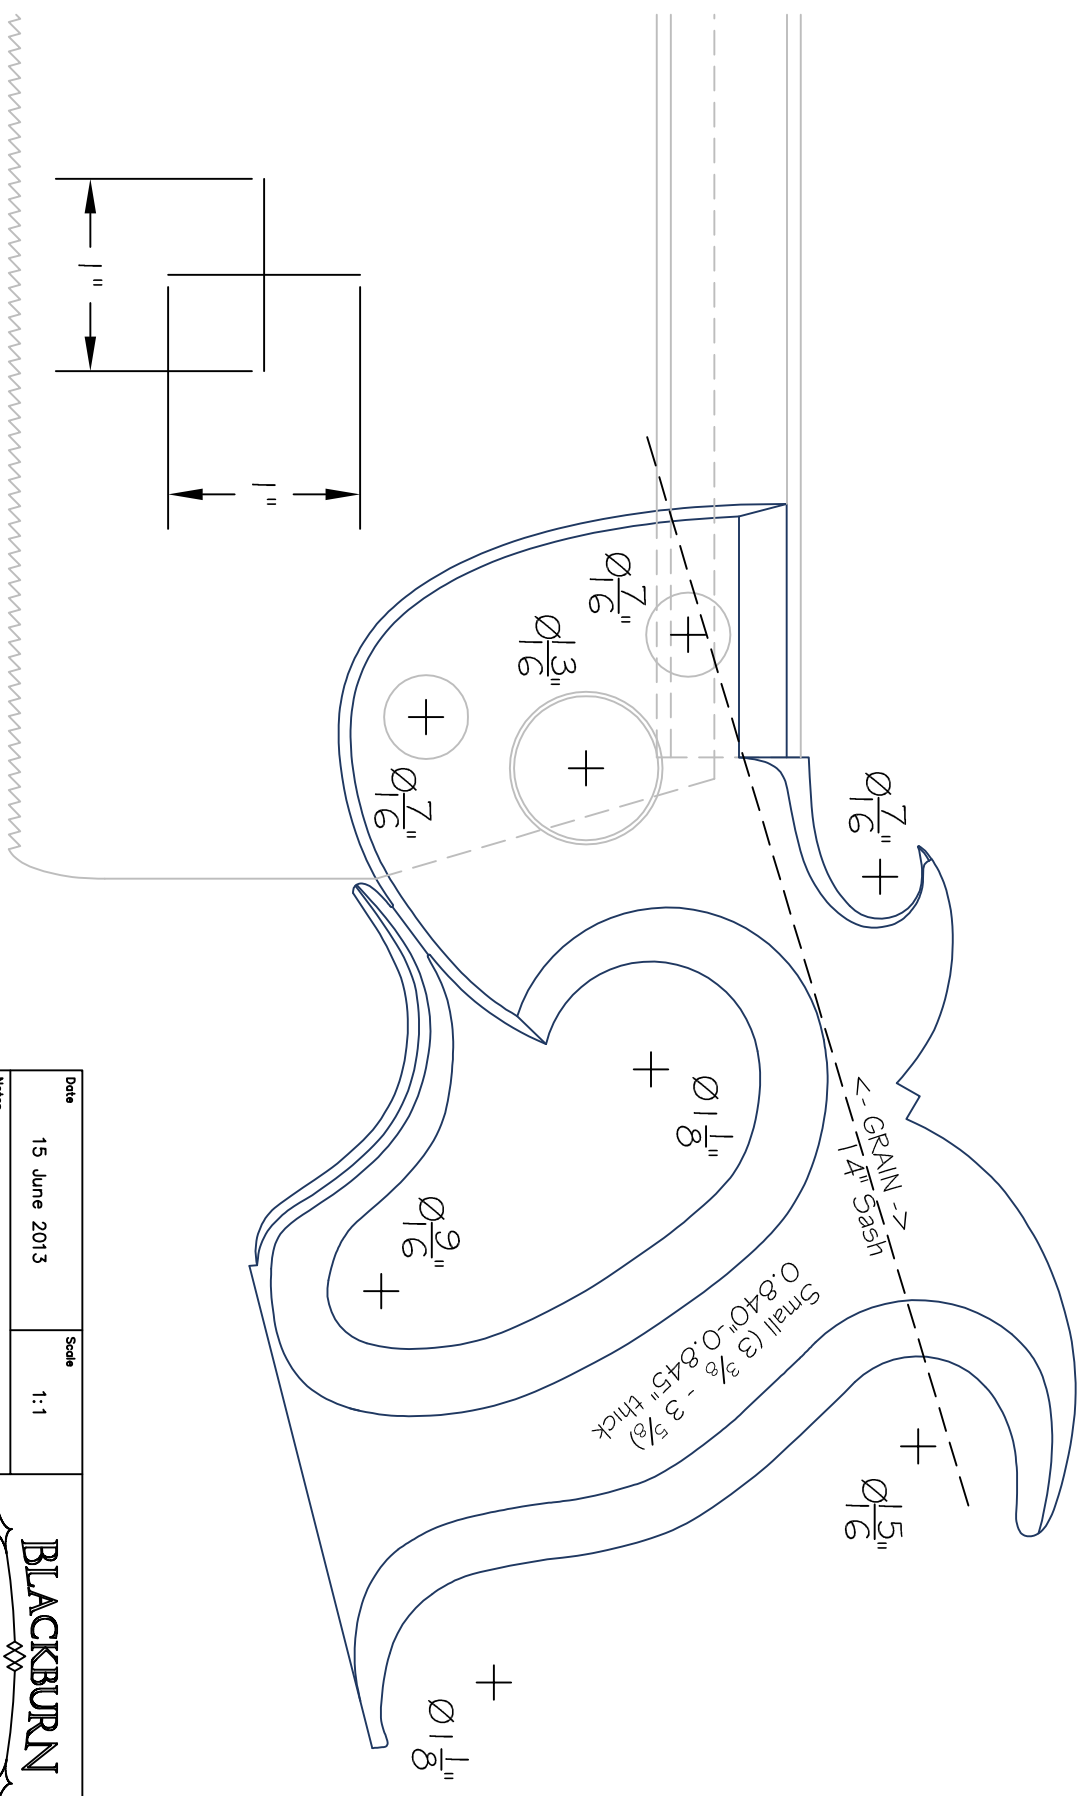 Ø7/16"
Ø15/16"
<- GRAIN ->
14" Sash
Small (3 3/8 - 3 5/8)
0.840"-0.845" thick
Ø1 1/8"
Ø7/16"
Ø13/16"
Ø9/16"
Ø1 1/8"
Ø7/16"
1"
1"
Date
Scale
15 June 2013
1:1
BLACKBURN